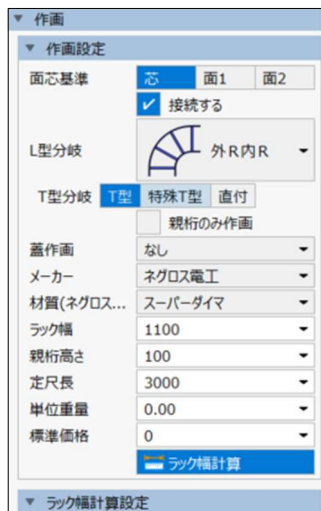 作画
作画設定
面芯基準 芯 面1 面2
接続する
L型分岐 外R内R
T型分岐 T型 特殊T型 直付
親桁のみ作画
蓋作画 なし
メーカー ネグロス電工
材質(ネグロス... スーパーダイマ
ラック幅 1100
親桁高さ 100
定尺長 3000
単位重量 0.00
標準価格 0
ラック幅計算
ラック幅計算設定